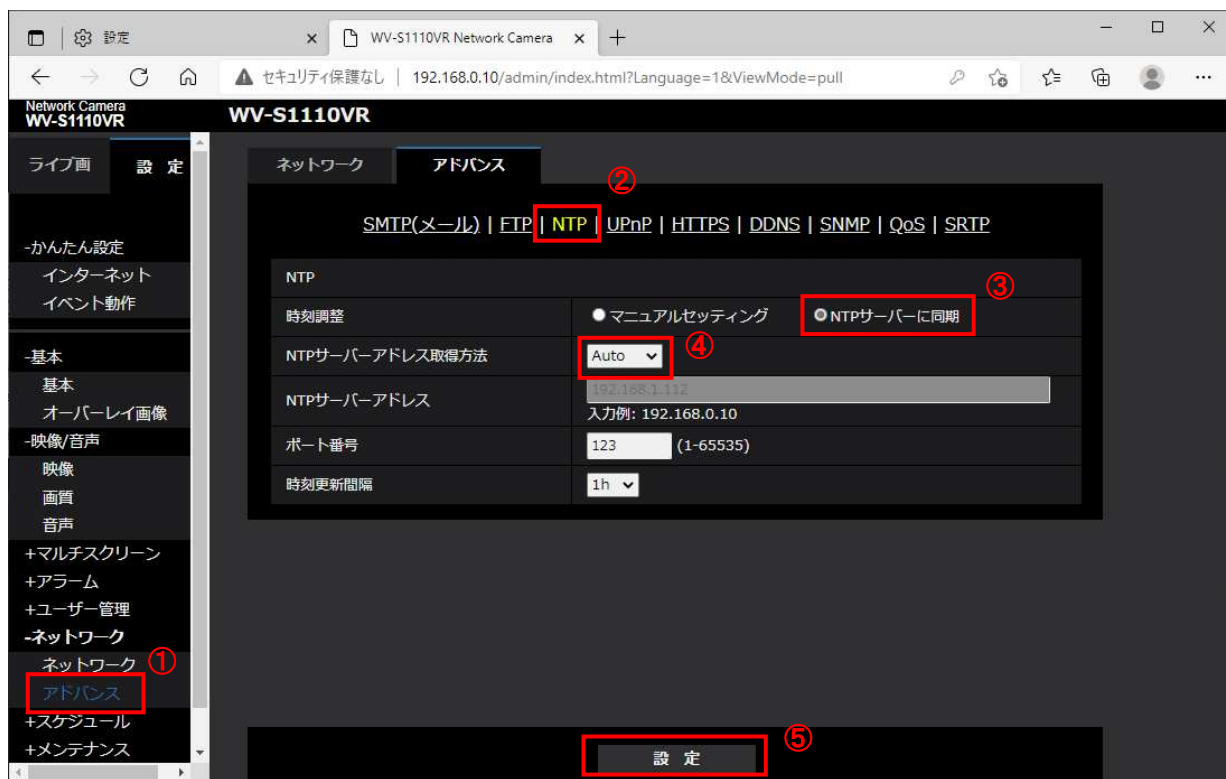 設定
WV-S1110VR Network Camera
セキュリティ保護なし | 192.168.0.10/admin/index.html?Language=1&ViewMode=pull
Network Camera
WV-S1110VR
WV-S1110VR
ライブ画
設 定
-かんたん設定
インターネット
イベント動作
-基本
基本
オーバーレイ画像
-映像/音声
映像
画質
音声
+マルチスクリーン
+アラーム
+ユーザー管理
-ネットワーク
ネットワーク
①
アドバンス
+スケジュール
+メンテナンス
ネットワーク
アドバンス
②
SMTP(メール) | FTP | NTP | UPnP | HTTPS | DDNS | SNMP | QoS | SRTP
NTP
③
時刻調整 マニュアルセッティング NTPサーバーに同期
NTPサーバーアドレス取得方法 Auto ④
NTPサーバーアドレス 192.168.1.112
入力例: 192.168.0.10
ポート番号 123 (1-65535)
時刻更新間隔 1h
設 定 ⑤